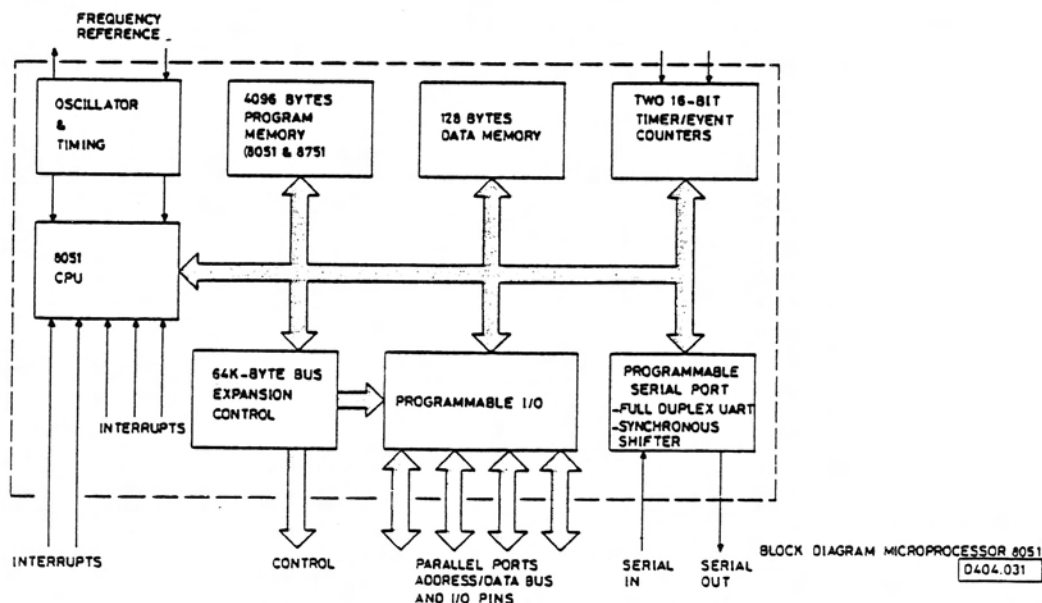 FREQUENCY
REFERENCE
OSCILLATOR
&
TIMING
4096 BYTES
PROGRAM
MEMORY
(8051 & 8751
128 BYTES
DATA MEMORY
TWO 16-BIT
TIMER/EVENT
COUNTERS
8051
CPU
64K-BYTE BUS
EXPANSION
CONTROL
PROGRAMMABLE I/O
PROGRAMMABLE
SERIAL PORT
-FULL DUPLEX UART
-SYNCHRONOUS
SHIFTER
INTERRUPTS
INTERRUPTS
CONTROL
PARALLEL PORTS
ADDRESS/DATA BUS
AND I/O PINS
SERIAL
IN
SERIAL
OUT
BLOCK DIAGRAM MICROPROCESSOR 8051
D404.031